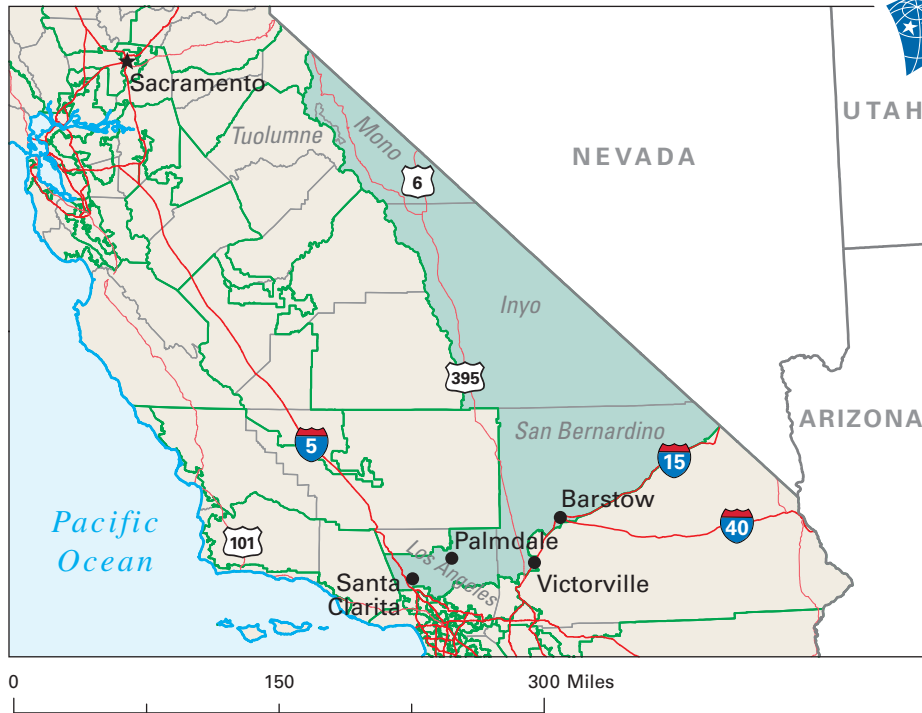 Sacramento
UTAH
Tuolumne
Mono
NEVADA
6
Inyo
395
ARIZONA
San Bernardino
5
15
Barstow
40
Pacific
Ocean
101
Palmdale
Los Angeles
Santa
Clarita
Victorville
0 150 300 Miles